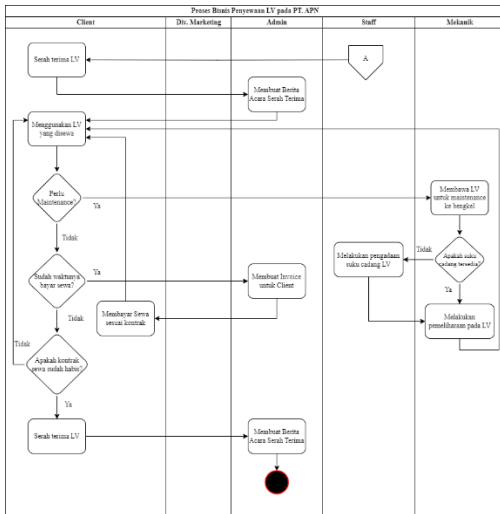 Proses Bisnis Penyewaan LV pada PT. APN
Client
Div. Marketing
Admin
Staff
Mekanik
Serah terima LV
A
Membuat Berita
Acara Serah Terima
Menggunakan LV
yang disewa
Perlu
Maintenance?
Ya
Membawa LV
untuk maintenance
ke bengkel
Tidak
Melakukan pengadaan
suku cadang LV
Tidak
Apakah suku
cadang tersedia?
Sudah waktunya
bayar sewa?
Ya
Membuat Invoice
untuk Client
Ya
Membayar Sewa
sesuai kontrak
Melakukan
pemeliharaan pada LV
Tidak
Tidak
Apakah kontrak
sewa sudah habis?
Ya
Serah terima LV
Membuat Berita
Acara Serah Terima